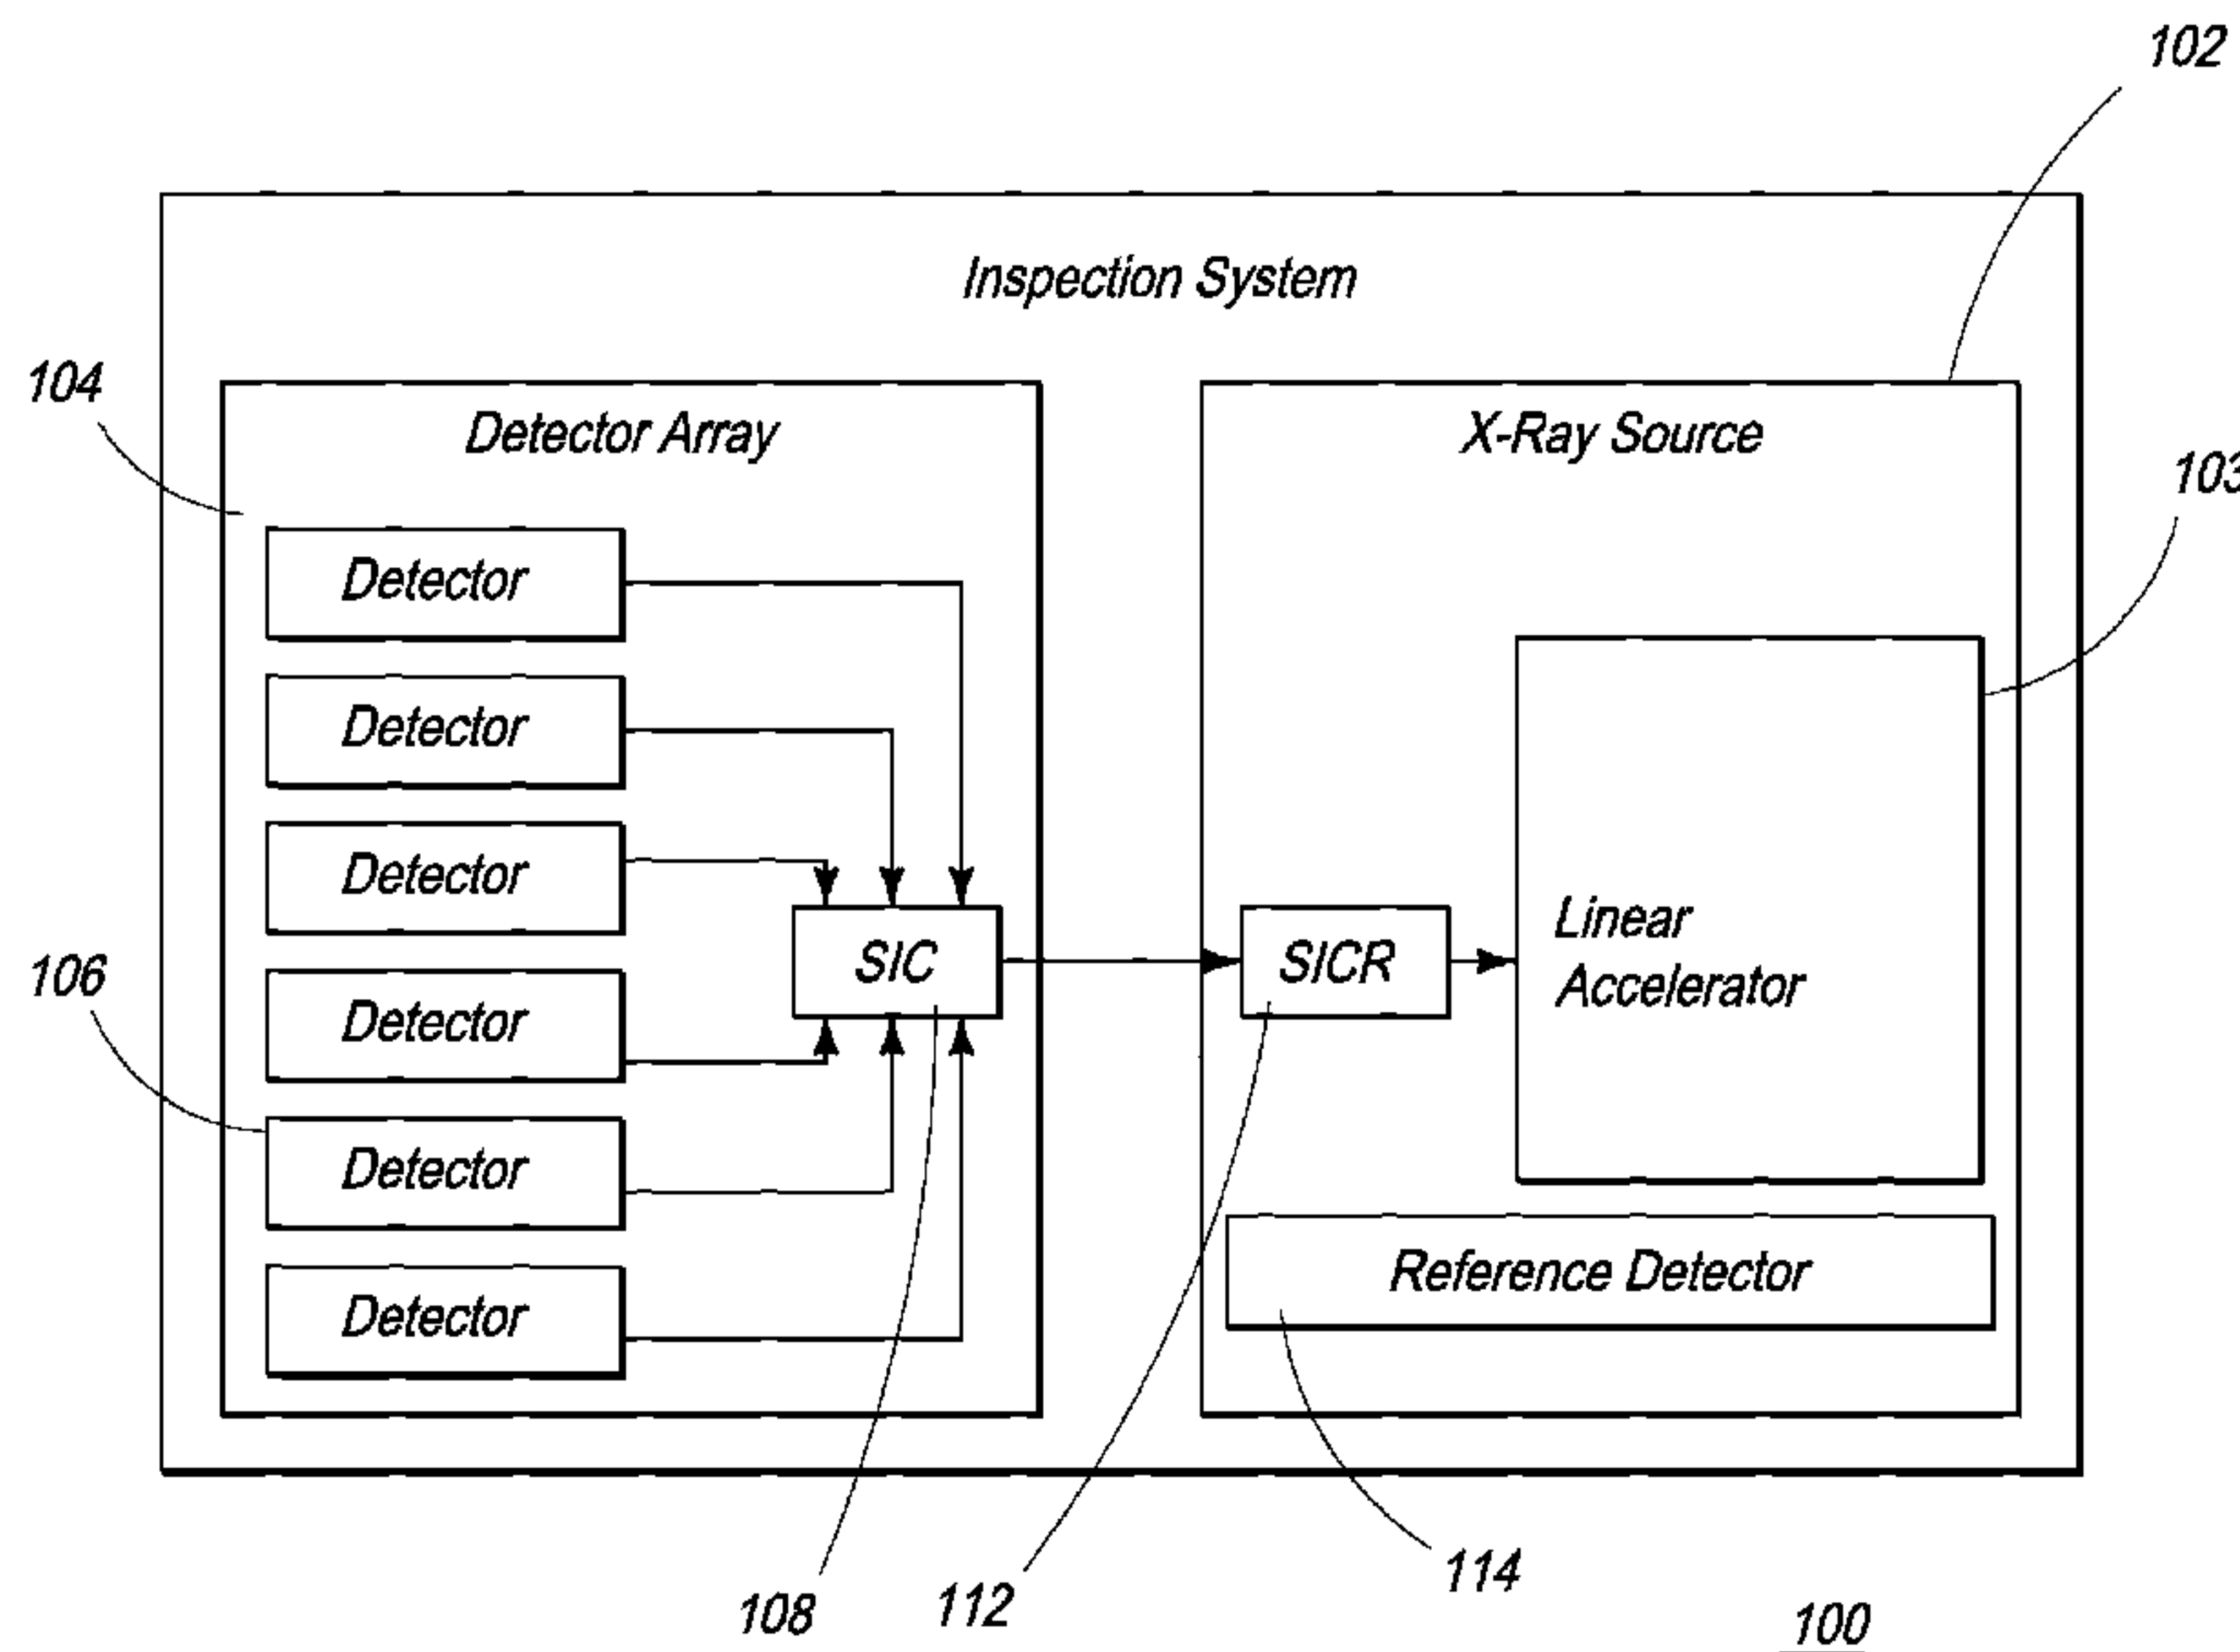 102
Inspection System
104
Detector Array
X-Ray Source
103
Detector
Detector
Detector
Detector
Detector
Detector
106
SIC
SICR
Linear
Accelerator
Reference Detector
108
112
114
100